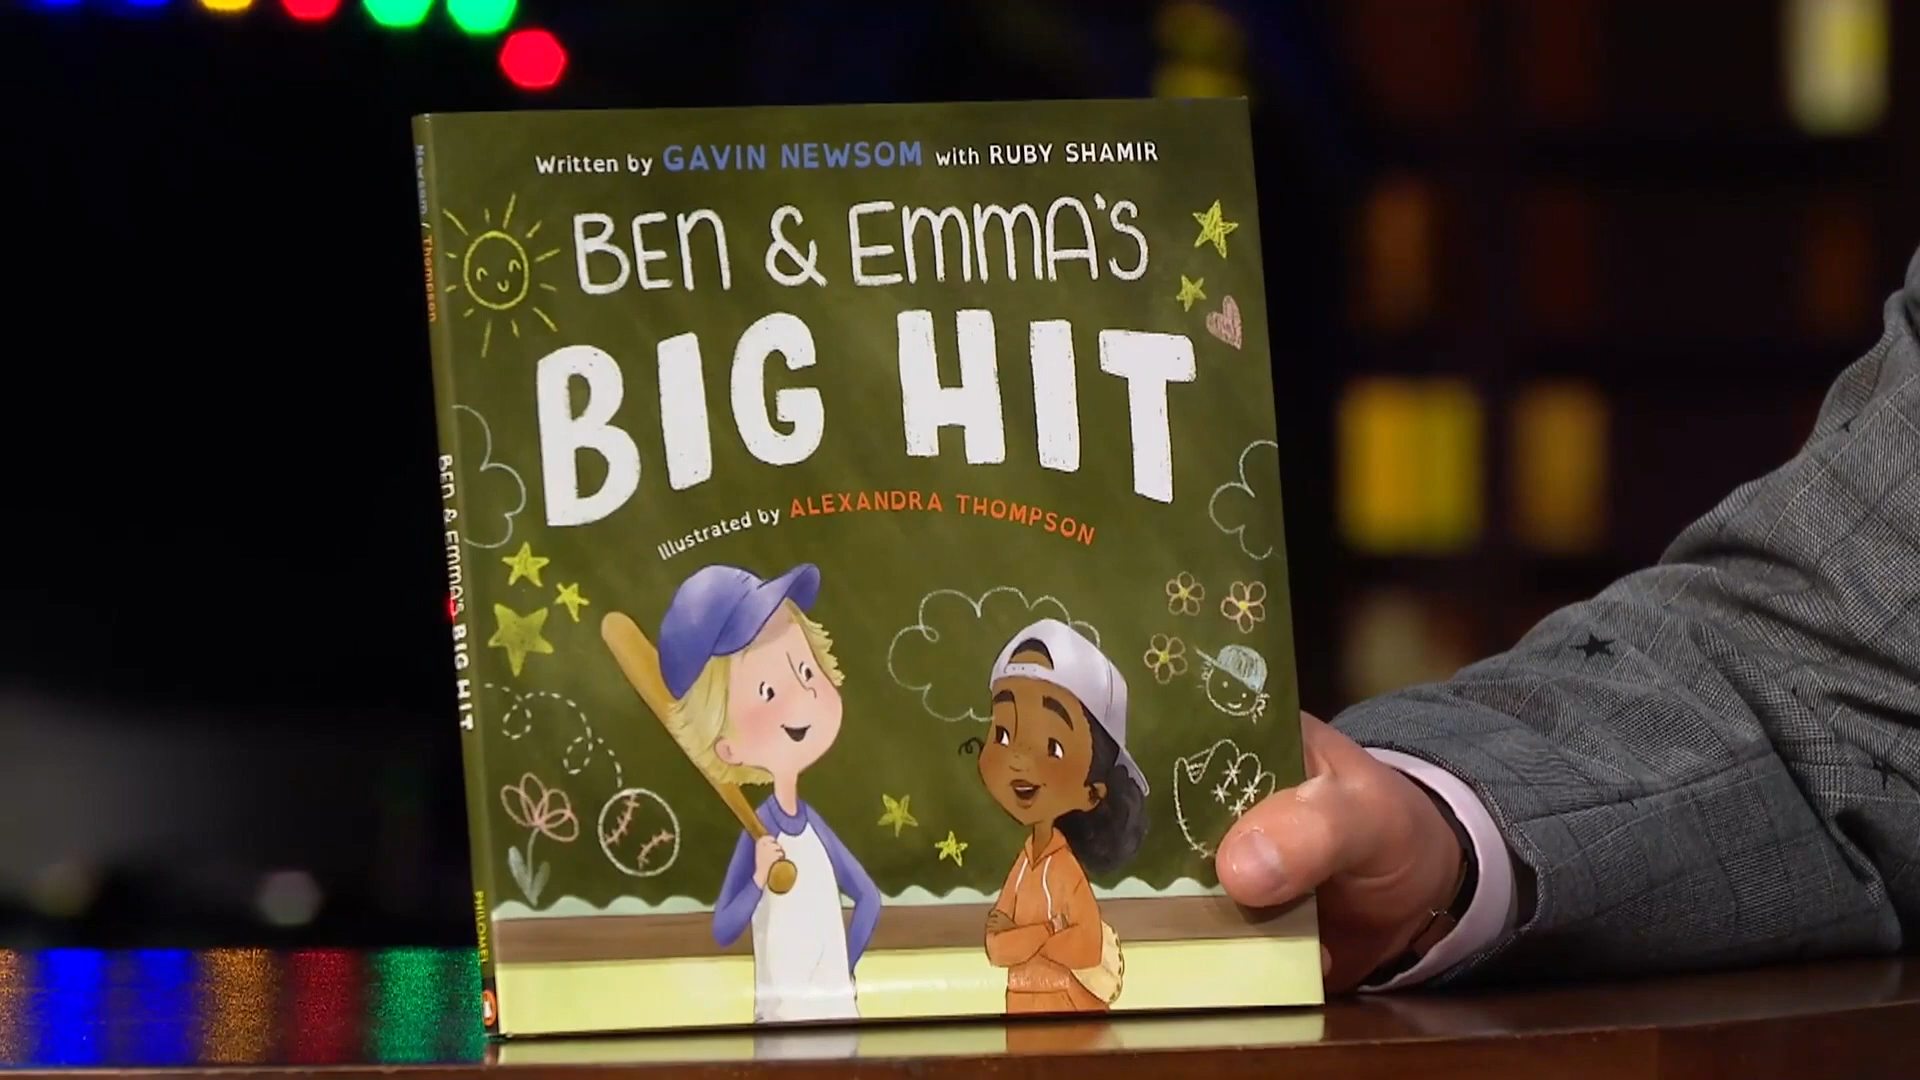 Written by GAVIN NEWSOM with RUBY SHAMIR
BEN & EMMA'S
BIG HIT
Illustrated by ALEXANDRA THOMPSON
Newsom / Thompson
BEN & EMMA'S BIG HIT
PHILOMEL